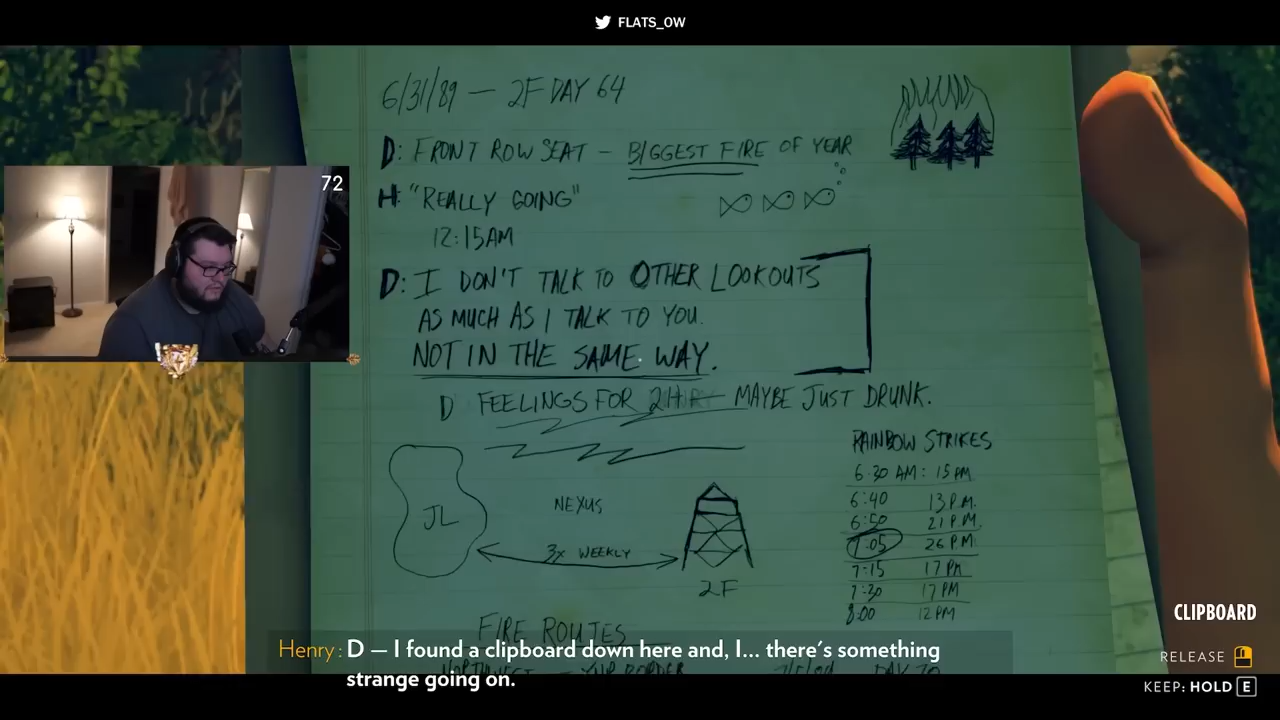 FLATS_OW
6/31/89 — 2F DAY 64
D: FRONT ROW SEAT — BIGGEST FIRE OF YEAR
72
H: "REALLY GOING"
12:15AM
D: I DON'T TALK TO OTHER LOOKOUTS
AS MUCH AS I TALK TO YOU.
NOT IN THE SAME WAY.
D FEELINGS FOR MAYBE JUST DRUNK.
RAINBOW STRIKES
6:30 AM: 15 PM
6:40 13 P.M.
6:50 21 P.M.
7:05 26 P.M.
7:15 17 PM
7:30 17 PM
8:00 12 PM
JL
NEXUS
3x WEEKLY
2F
FIRE ROUTES
CLIPBOARD
Henry: D — I found a clipboard down here and, I... there's something
strange going on.
RELEASE
KEEP: HOLD E